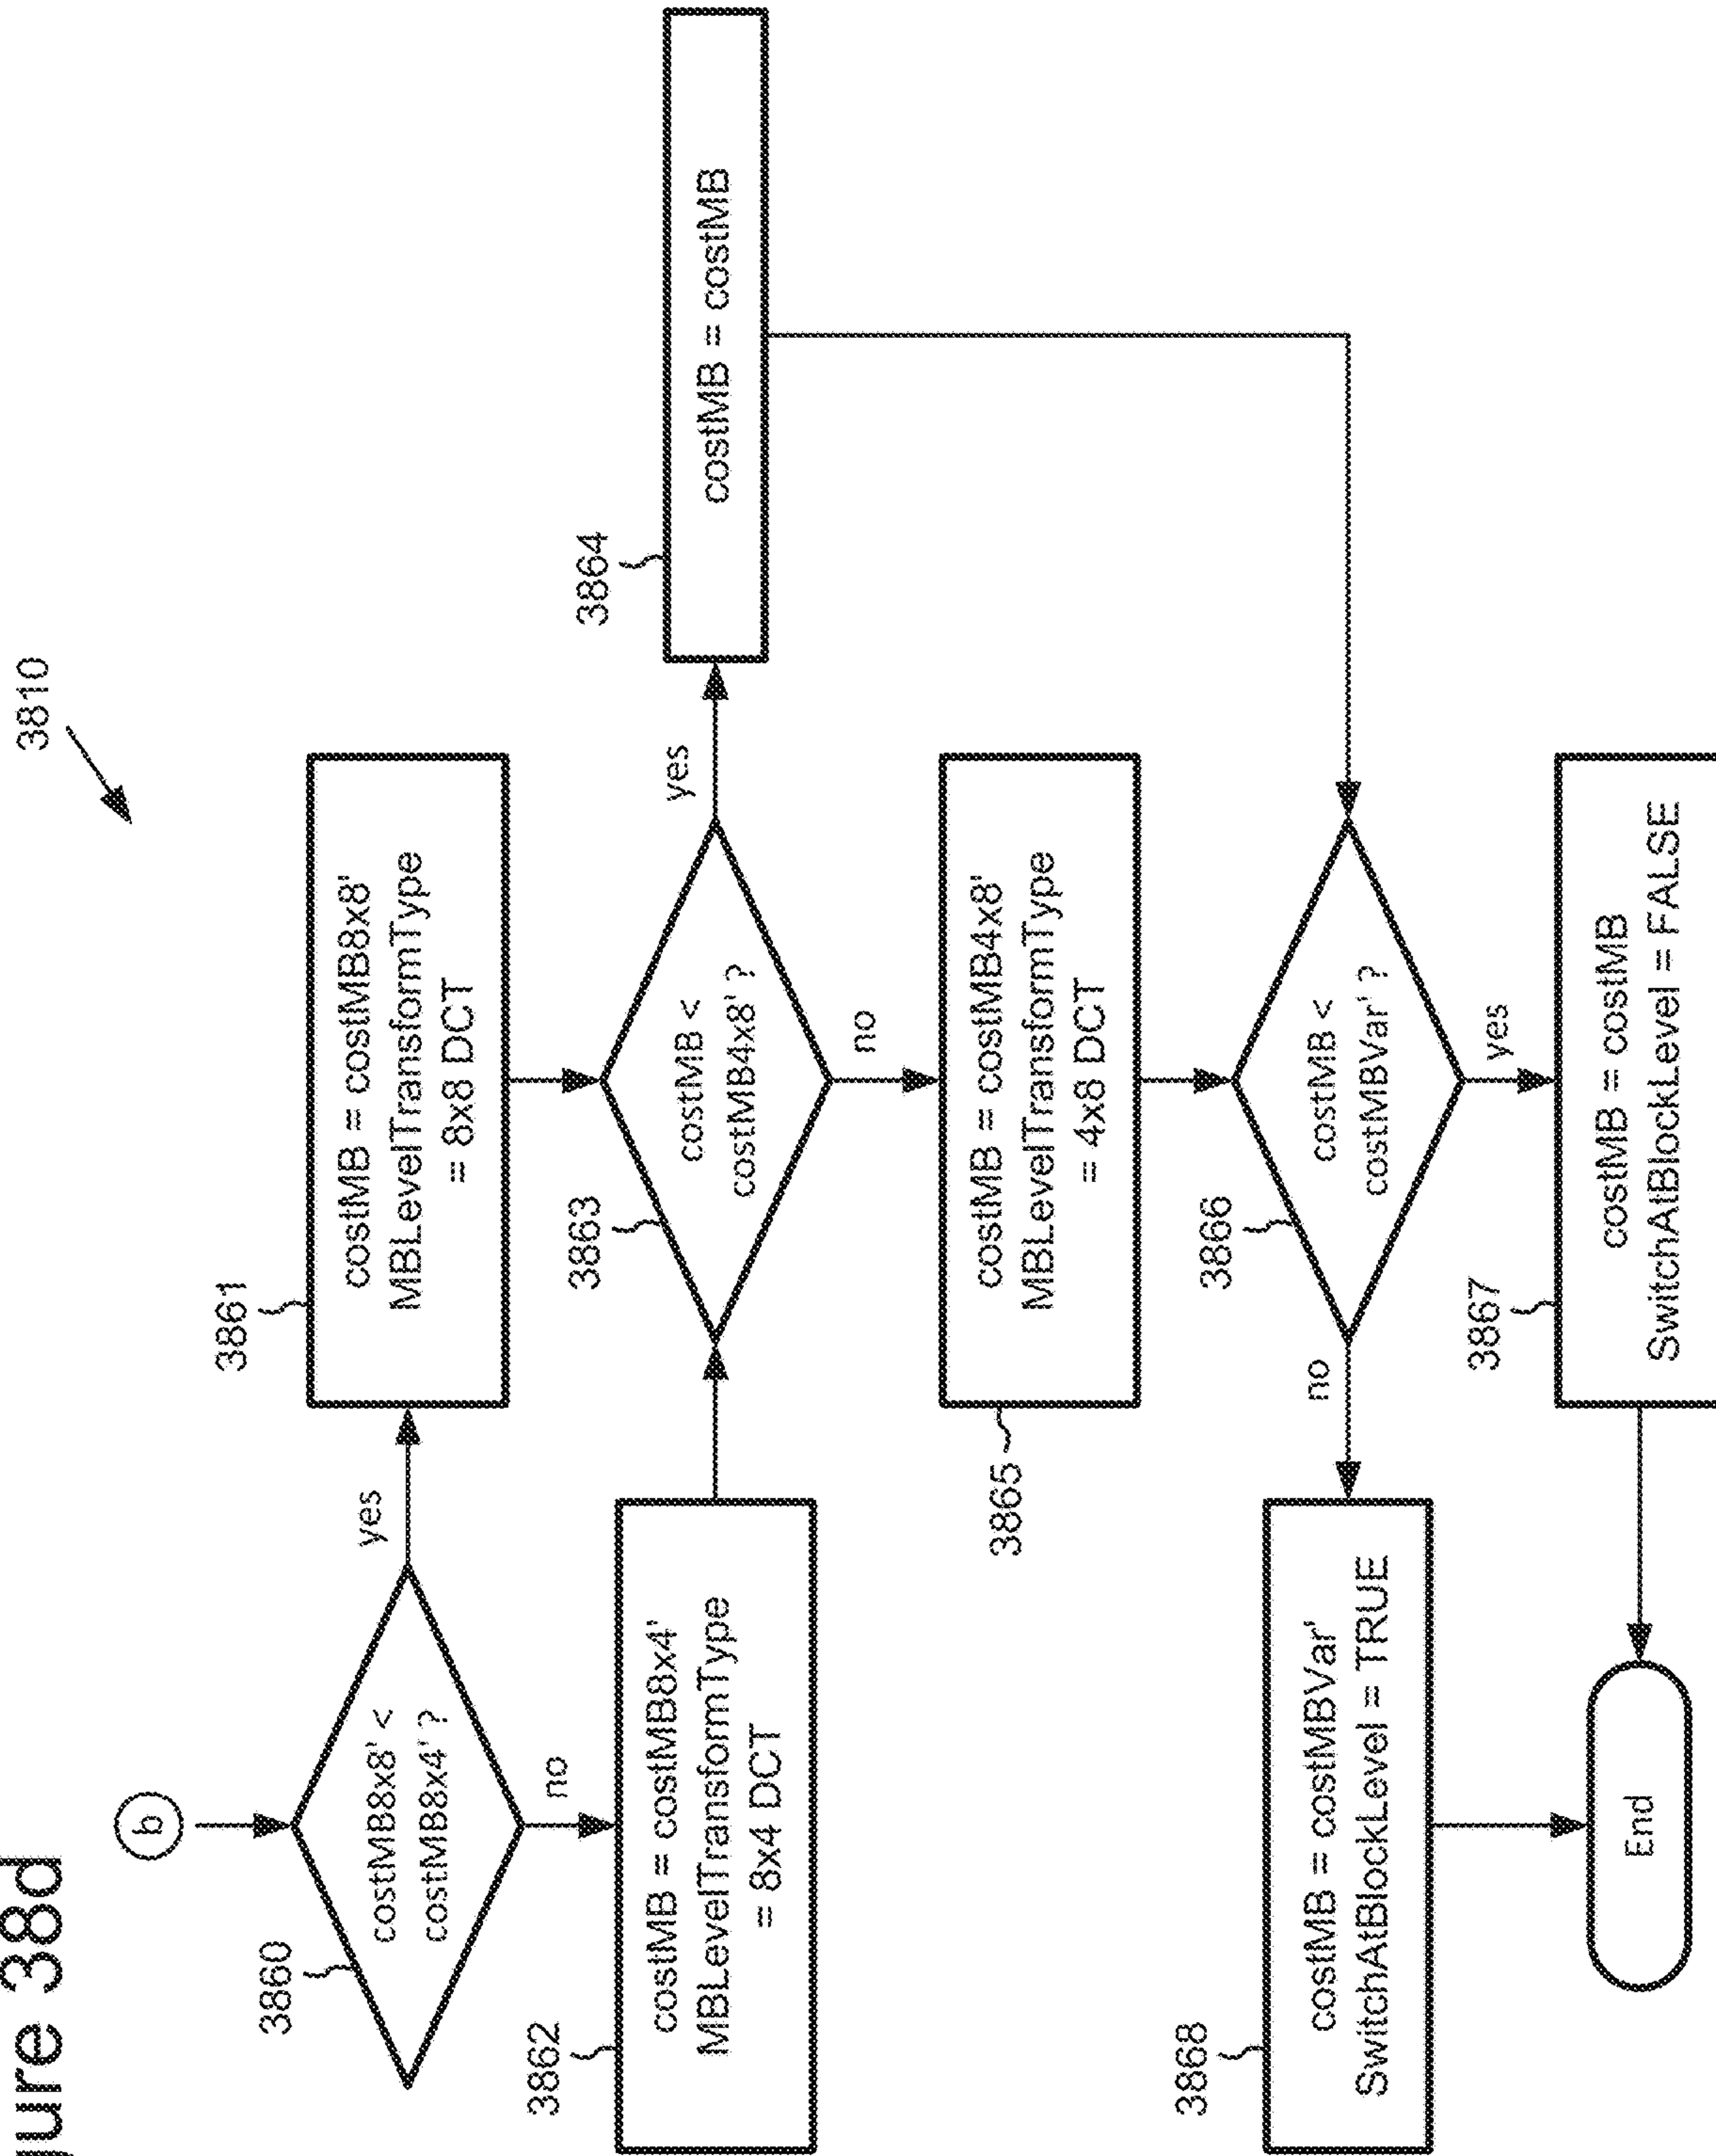 gure 38d
3810
b
3860
costMB8x8' <
costMB8x4' ?
yes
no
3861
costMB = costMB8x8'
MBLevelTransformType
= 8x8 DCT
3862
costMB = costMB8x4'
MBLevelTransformType
= 8x4 DCT
3863
costMB <
costMB4x8' ?
yes
no
3864
costMB = costMB
3865
costMB = costMB4x8'
MBLevelTransformType
= 4x8 DCT
3866
costMB <
costMBVar' ?
no
yes
3868
costMB = costMBVar'
SwitchAtBlockLevel = TRUE
3867
costMB = costMB
SwitchAtBlockLevel = FALSE
End